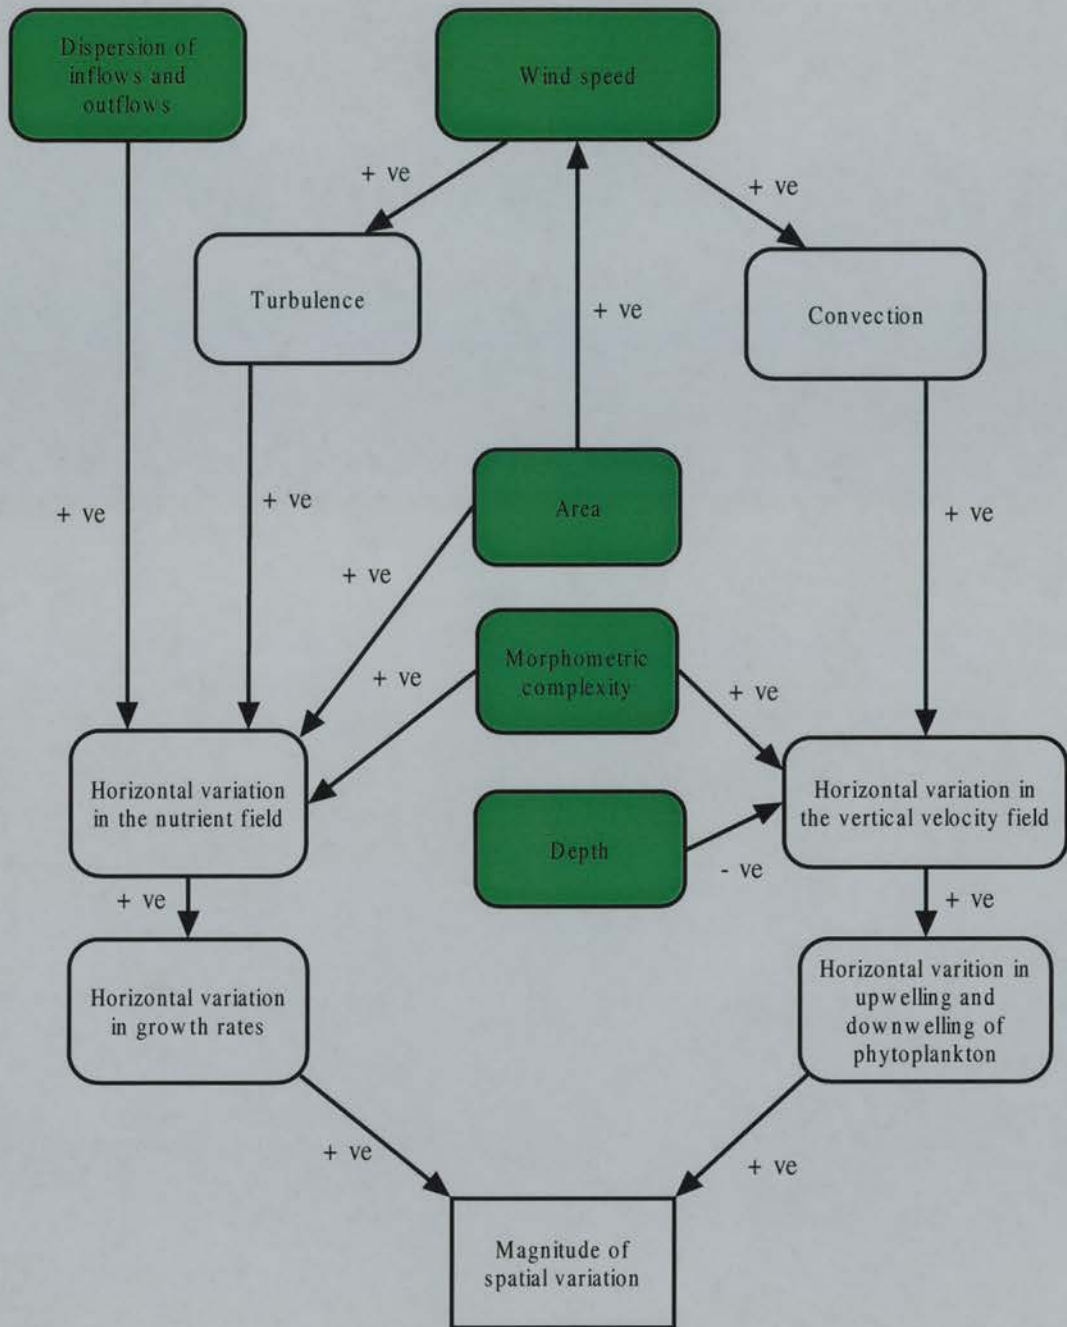 Dispersion of
inflows and
outflows
Wind speed
+ ve
+ ve
Turbulence
+ ve
Convection
+ ve
+ ve
Area
+ ve
+ ve
+ ve
Morphometric
complexity
+ ve
Horizontal variation
in the nutrient field
Depth
- ve
Horizontal variation in
the vertical velocity field
+ ve
+ ve
Horizontal variation
in growth rates
Horizontal varition in
upwelling and
downwelling of
phytoplankton
+ ve
+ ve
Magnitude of
spatial variation